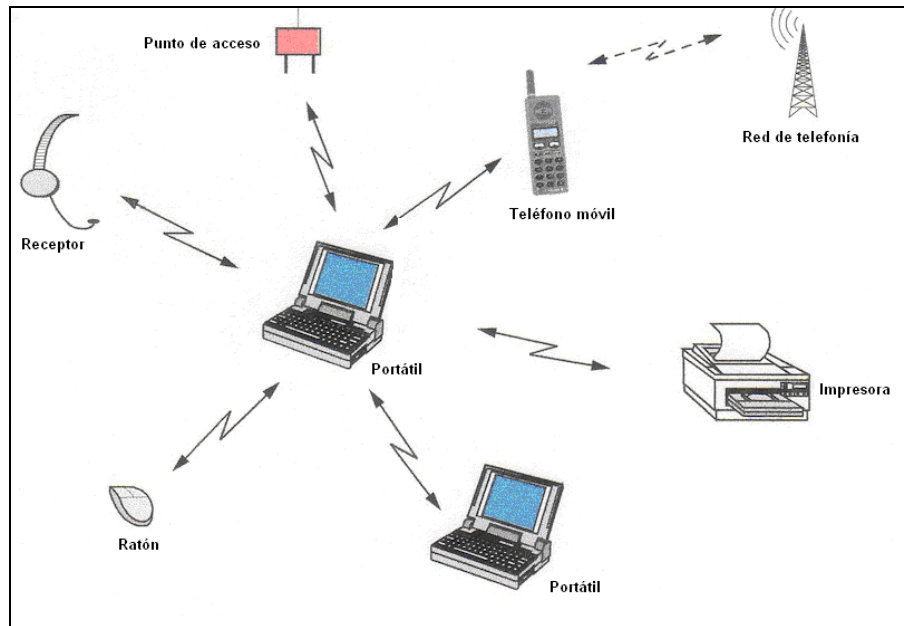 Punto de acceso
Red de telefonía
Teléfono móvil
Receptor
Portátil
Impresora
Ratón
Portátil